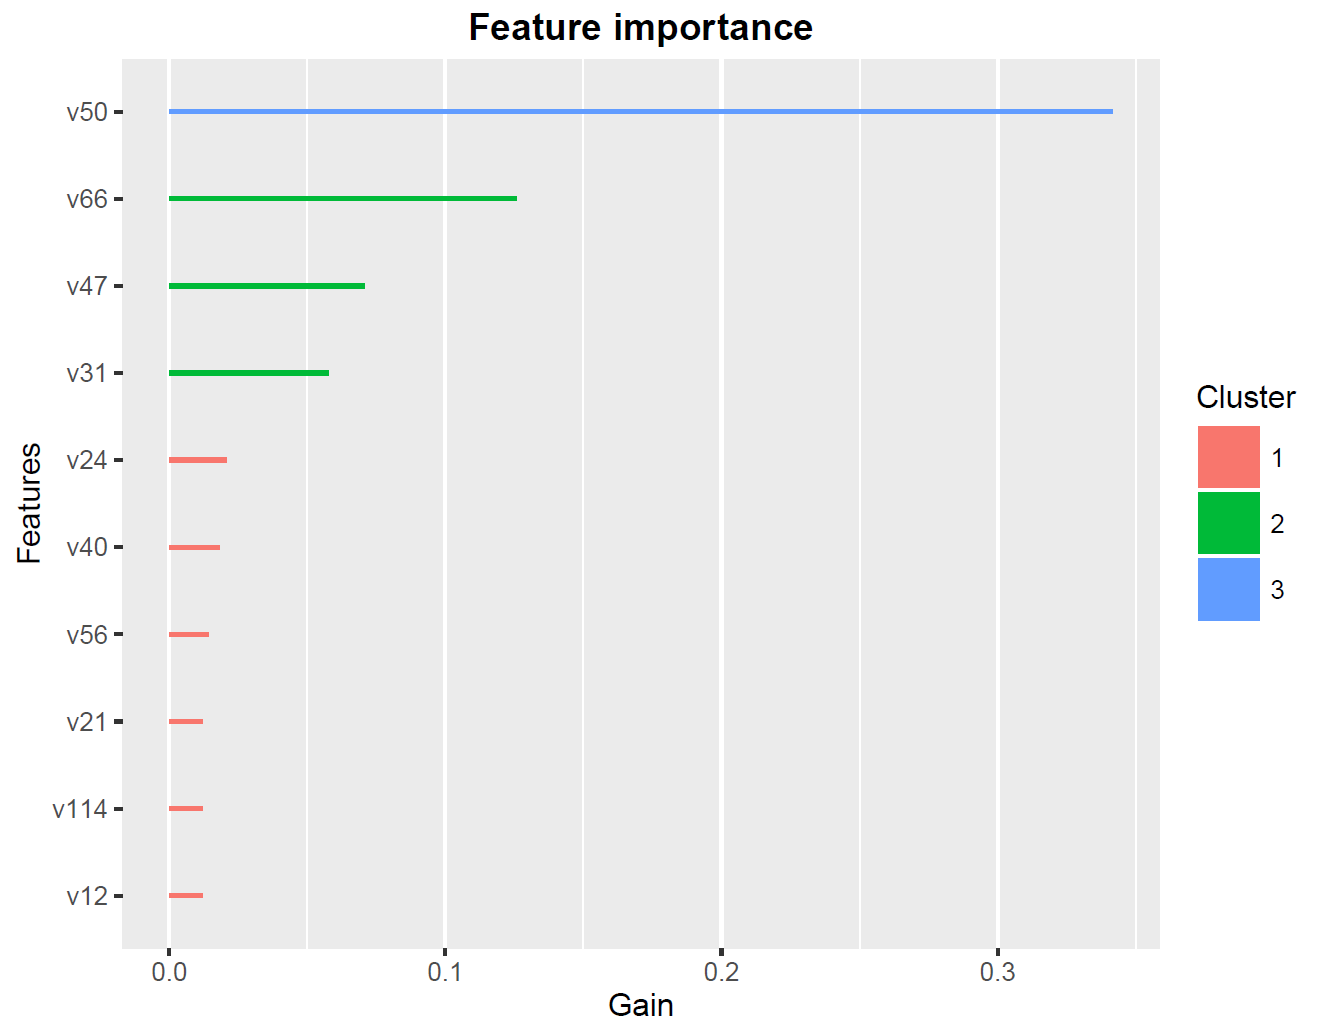 Feature importance
v50
v66
v47
v31
v24
v40
v56
v21
v114
v12
Features
0.0 0.1 0.2 0.3
Gain
Cluster
1
2
3